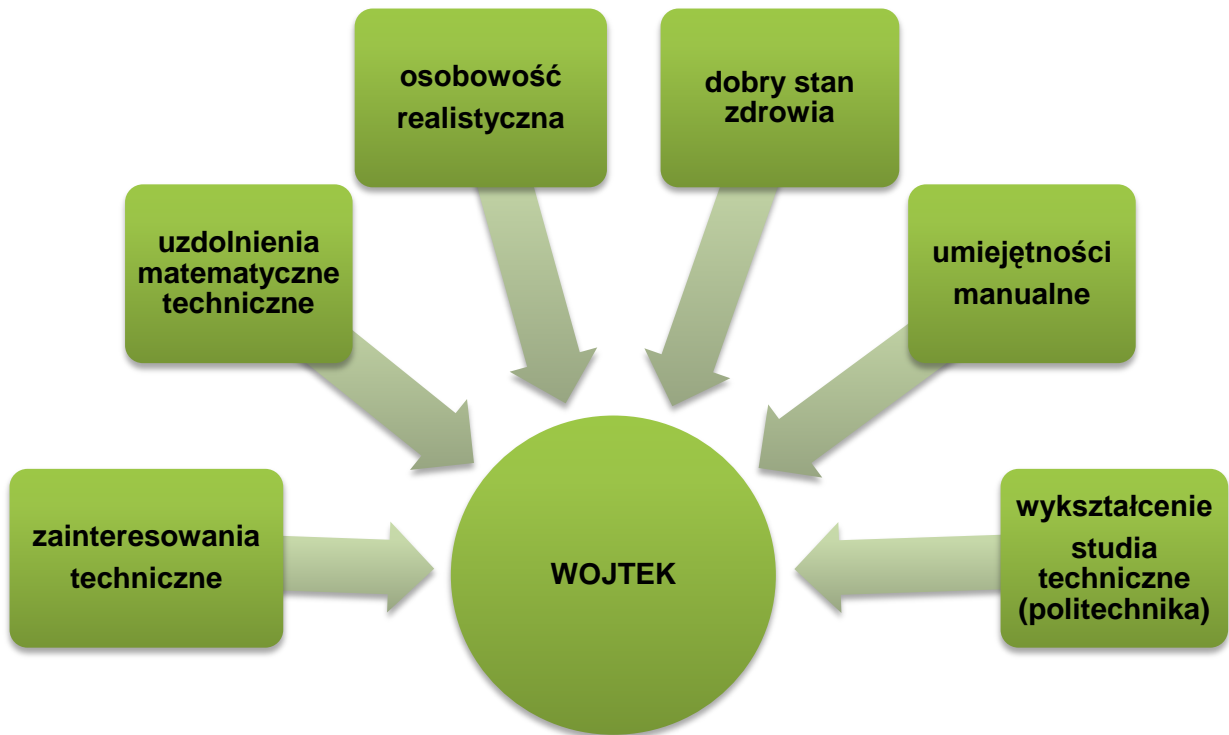 osobowość
realistyczna
dobry stan
zdrowia
uzdolnienia
matematyczne
techniczne
umiejętności
manualne
zainteresowania
techniczne
WOJTEK
wykształcenie
studia
techniczne
(politechnika)